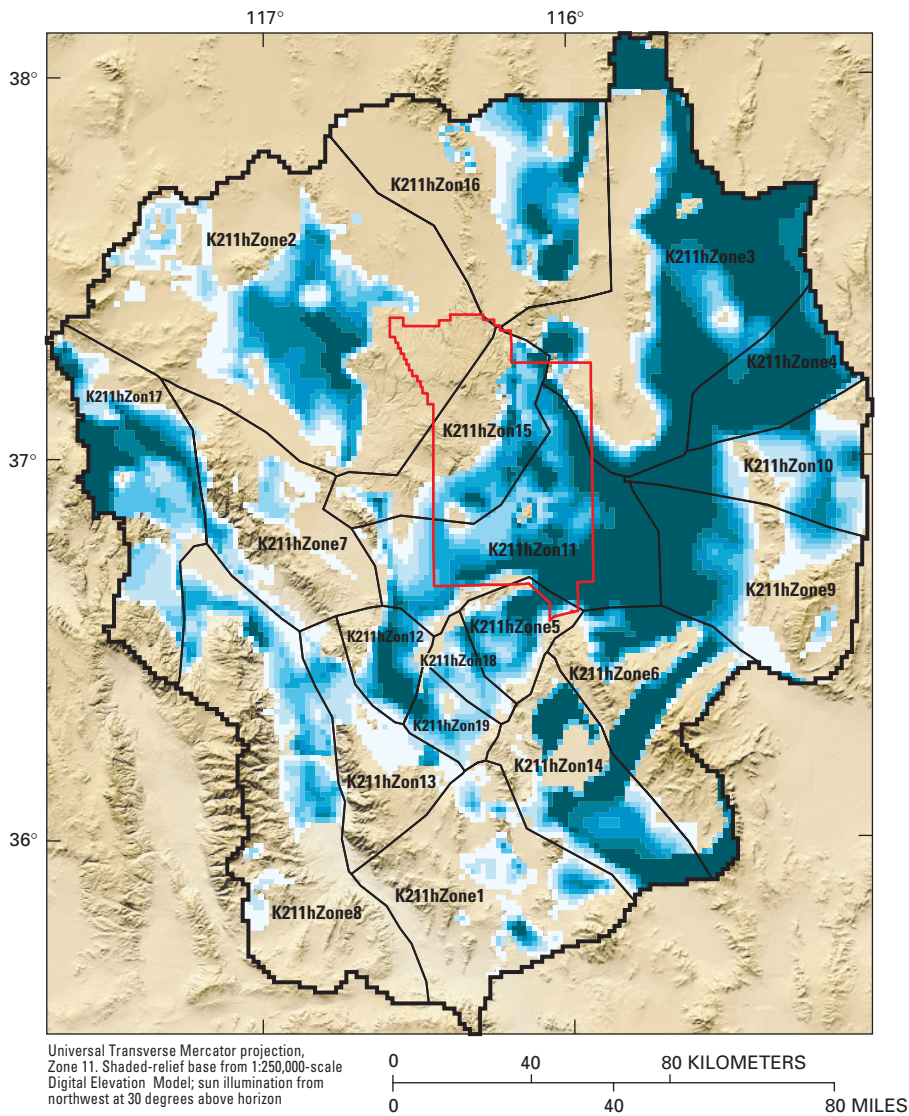 117° 116°
38°
K211hZon16
K211hZone2
K211hZone3
K211hZone4
K211hZon17
K211hZon15
37°
K211hZon10
K211hZone7
K211hZon11
K211hZone9
K211hZon12
K211hZone5
K211hZon18
K211hZone6
K211hZon19
K211hZon14
K211hZon13
36°
K211hZone1
K211hZone8
117° 116°
Universal Transverse Mercator projection,
Zone 11. Shaded-relief base from 1:250,000-scale
Digital Elevation Model; sun illumination from
northwest at 30 degrees above horizon
0 40 80 KILOMETERS
0 40 80 MILES